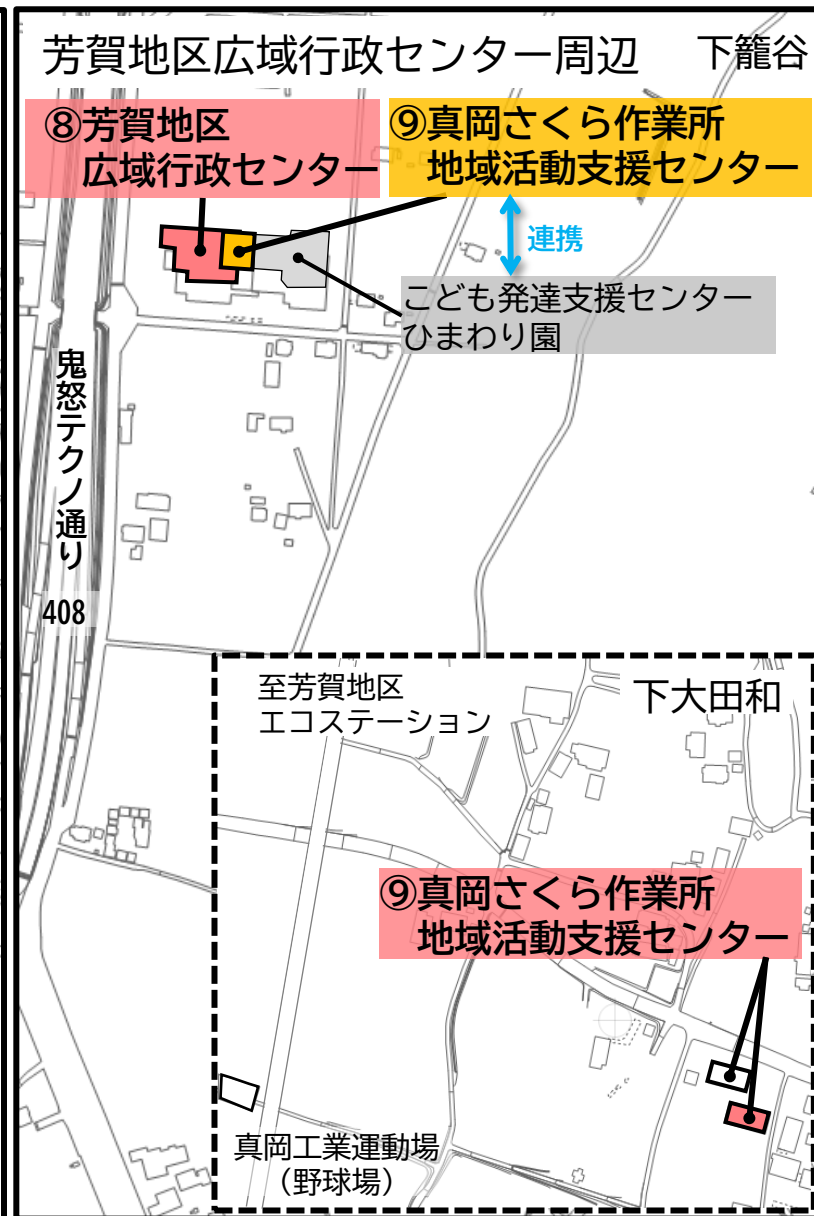 芳賀地区広域行政センター周辺
下籠谷
⑧芳賀地区
広域行政センター
⑨真岡さくら作業所
地域活動支援センター
連携
こども発達支援センター
ひまわり園
鬼怒テクノ通り
408
至芳賀地区
エコステーション
下大田和
⑨真岡さくら作業所
地域活動支援センター
真岡工業運動場
（野球場）